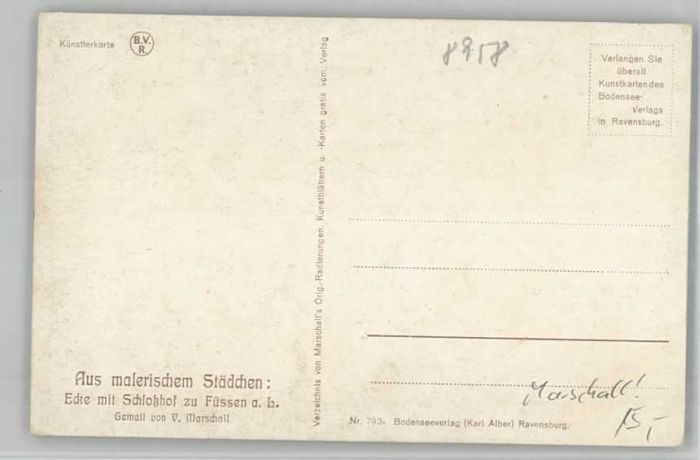 Künstlerkarte
B.V.
R.
8958
Verlangen Sie
überall
Kunstkarten des
Bodensee-
Verlags
in Ravensburg.
Verzeichnis von Marschall's Orig.-Radierungen, Kunstblättern u. -Karten gratis vom Verlag
Aus malerischem Städchen:
Ecke mit Schloßhof zu Füssen a. L.
Gemalt von V. Marschall
Marschall!
15,-
Nr. 793. Bodenseeverlag (Karl Alber) Ravensburg.